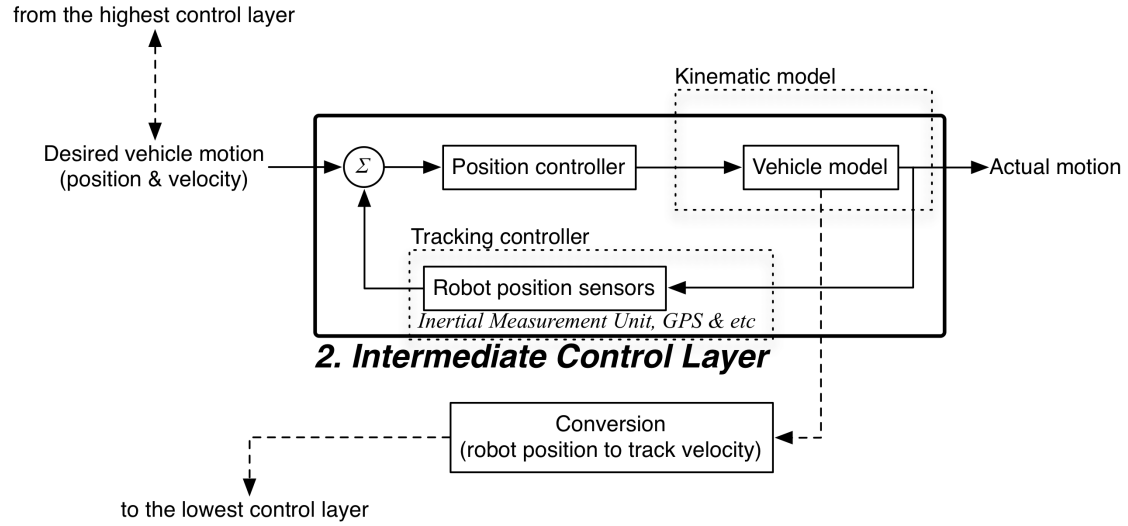 from the highest control layer
Kinematic model
Desired vehicle motion
(position & velocity)
Σ
Position controller
Vehicle model
Actual motion
Tracking controller
Robot position sensors
Inertial Measurement Unit, GPS & etc
2. Intermediate Control Layer
Conversion
(robot position to track velocity)
to the lowest control layer